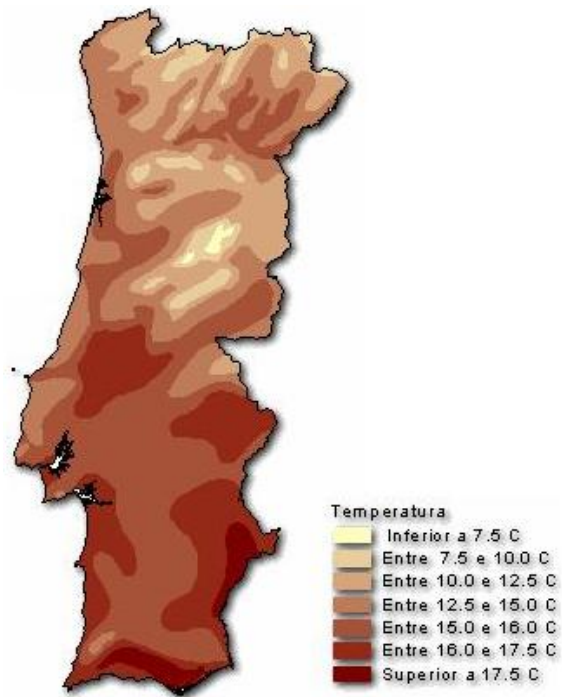 Temperatura
Inferior a 7.5 C
Entre 7.5 e 10.0 C
Entre 10.0 e 12.5 C
Entre 12.5 e 15.0 C
Entre 15.0 e 16.0 C
Entre 16.0 e 17.5 C
Superior a 17.5 C